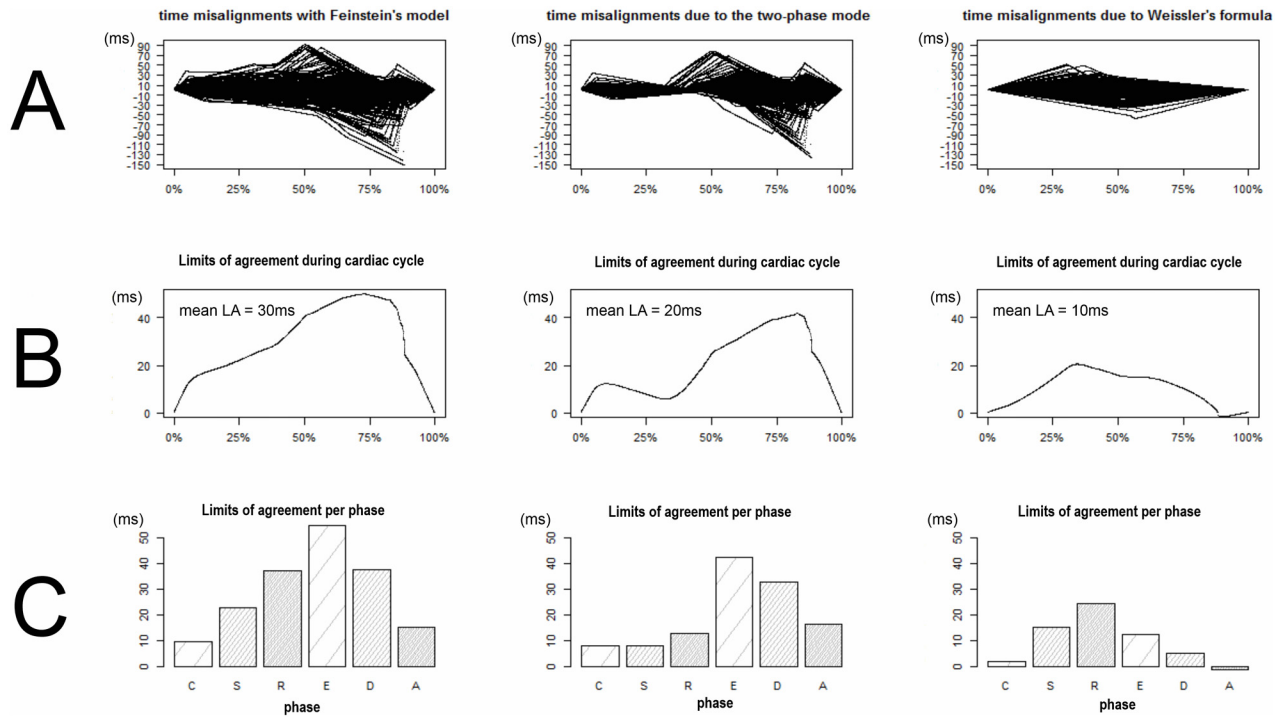 time misalignments with Feinstein's model
time misalignments due to the two-phase mode
time misalignments due to Weissler's formula
A
(ms)
90
70
50
30
10
-10
-30
-50
-70
-90
-110
-130
-150
0% 25% 50% 75% 100%
(ms)
90
70
50
30
10
-10
-30
-50
-70
-90
-110
-130
-150
0% 25% 50% 75% 100%
(ms)
90
70
50
30
10
-10
-30
-50
-70
-90
-110
-130
-150
0% 25% 50% 75% 100%
B
Limits of agreement during cardiac cycle
(ms)
mean LA = 30ms
40
20
0
0% 25% 50% 75% 100%
Limits of agreement during cardiac cycle
(ms)
mean LA = 20ms
40
20
0
0% 25% 50% 75% 100%
Limits of agreement during cardiac cycle
(ms)
mean LA = 10ms
40
20
0
0% 25% 50% 75% 100%
C
Limits of agreement per phase
(ms)
50
40
30
20
10
0
C S R E D A
phase
Limits of agreement per phase
(ms)
50
40
30
20
10
0
C S R E D A
phase
Limits of agreement per phase
(ms)
50
40
30
20
10
0
C S R E D A
phase